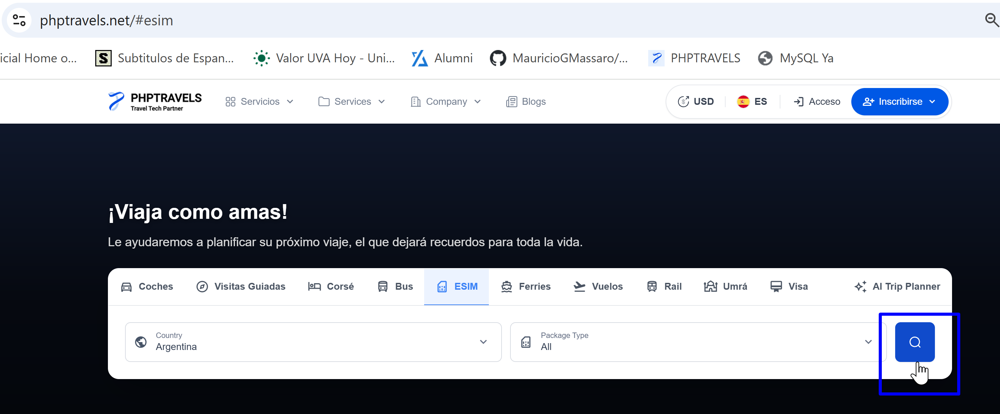 phptravels.net/#esim
icial Home o... Subtitulos de Espan... Valor UVA Hoy - Uni... Alumni MauricioGMassaro/... PHPTRAVELS MySQL Ya
PHPTRAVELS
Travel Tech Partner
Servicios Services Company Blogs USD ES Acceso Inscribirse
¡Viaja como amas!
Le ayudaremos a planificar su próximo viaje, el que dejará recuerdos para toda la vida.
Coches Visitas Guiadas Corsé Bus ESIM Ferries Vuelos Rail Umrá Visa AI Trip Planner
Country
Argentina
Package Type
All